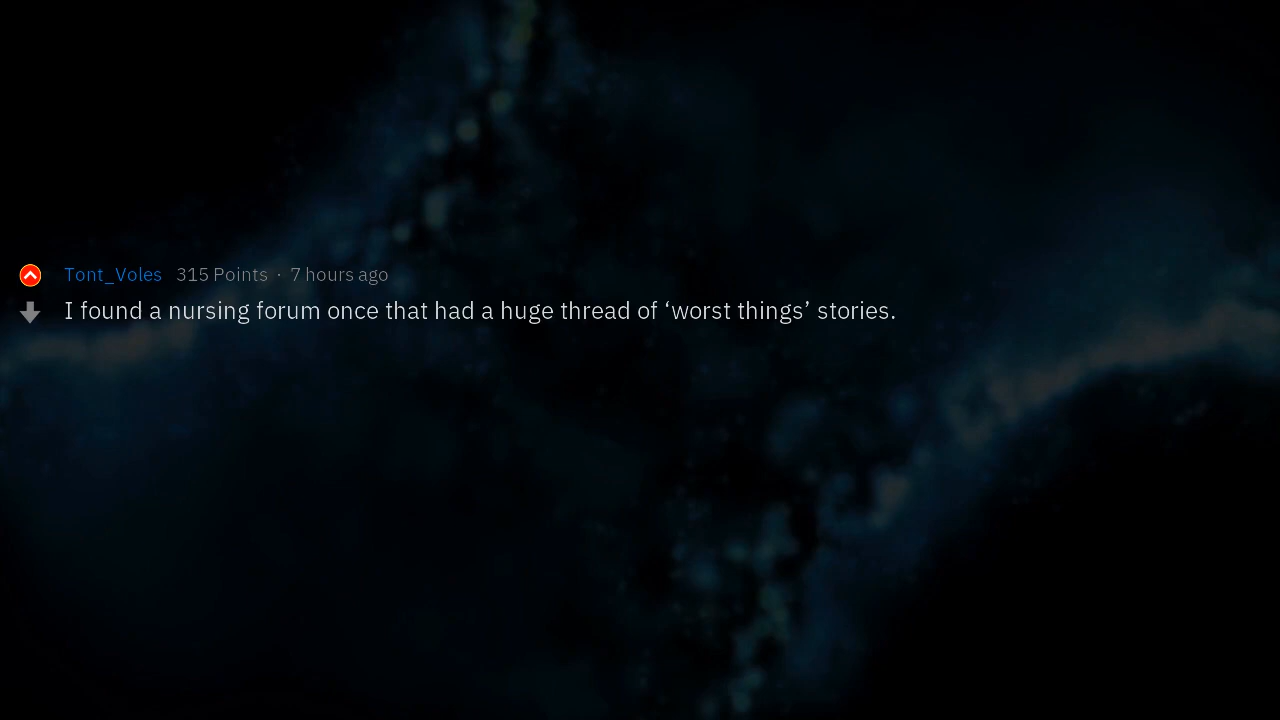 Tont_Voles 315 Points · 7 hours ago
I found a nursing forum once that had a huge thread of ‘worst things’ stories.